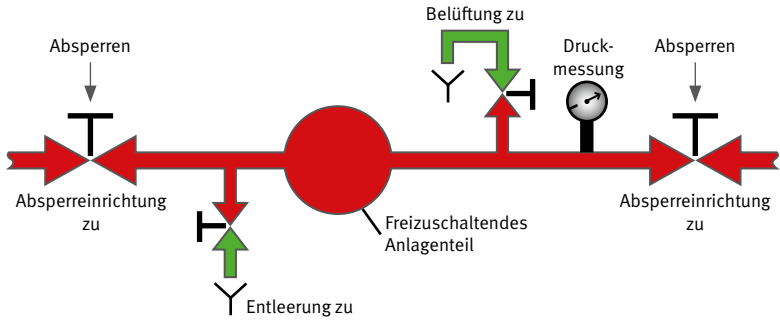 Belüftung zu
Absperren
Druck-
messung
Absperren
Absperreinrichtung
zu
Freizuschaltendes
Anlagenteil
Absperreinrichtung
zu
Entleerung zu